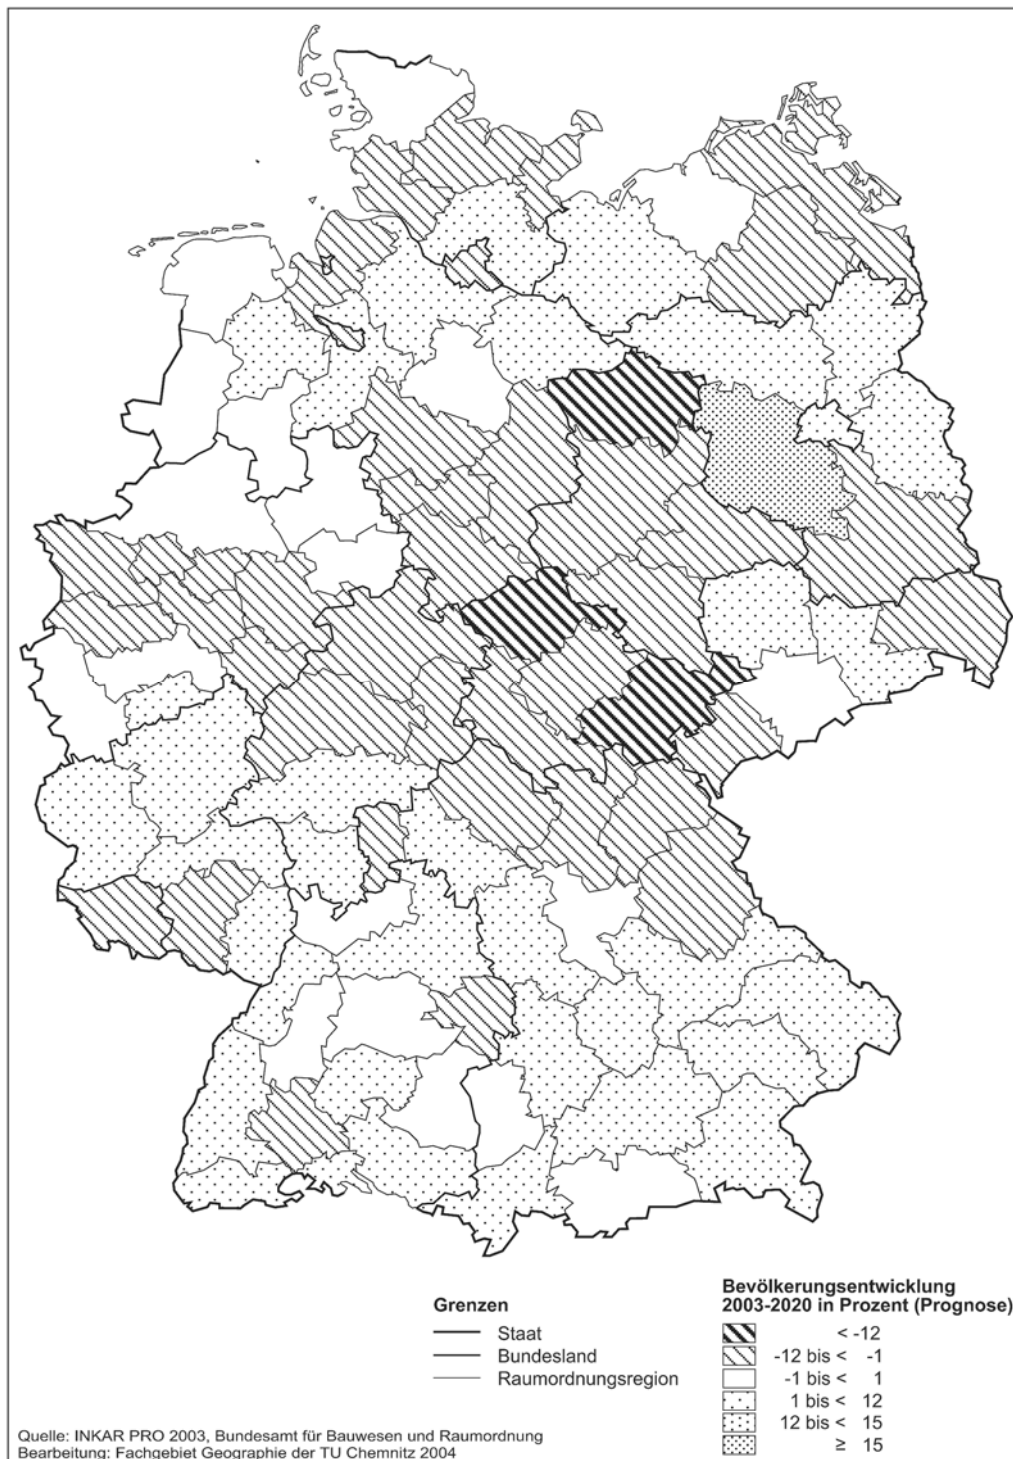 Grenzen
Staat
Bundesland
Raumordnungsregion
Bevölkerungsentwicklung
2003-2020 in Prozent (Prognose)
< -12
-12 bis < -1
-1 bis < 1
1 bis < 12
12 bis < 15
≥ 15
Quelle: INKAR PRO 2003, Bundesamt für Bauwesen und Raumordnung
Bearbeitung: Fachgebiet Geographie der TU Chemnitz 2004